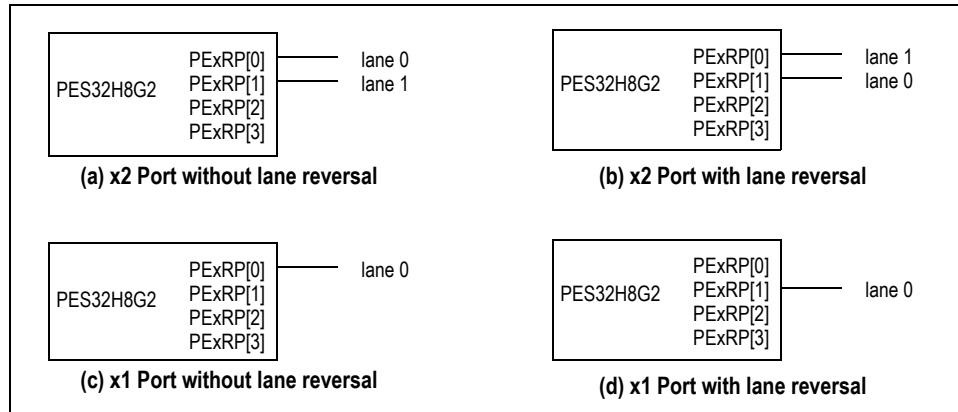 PES32H8G2
PExRP[0]
PExRP[1]
PExRP[2]
PExRP[3]
lane 0
lane 1
(a) x2 Port without lane reversal
PES32H8G2
PExRP[0]
PExRP[1]
PExRP[2]
PExRP[3]
lane 1
lane 0
(b) x2 Port with lane reversal
PES32H8G2
PExRP[0]
PExRP[1]
PExRP[2]
PExRP[3]
lane 0
(c) x1 Port without lane reversal
PES32H8G2
PExRP[0]
PExRP[1]
PExRP[2]
PExRP[3]
lane 0
(d) x1 Port with lane reversal